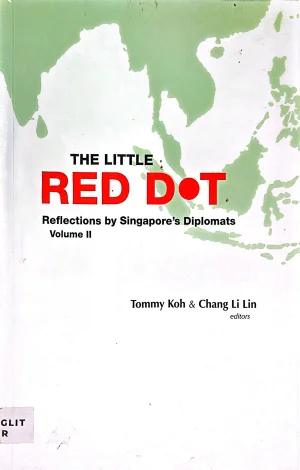 THE LITTLE
RED DOT
Reflections by Singapore's Diplomats
Volume II
Tommy Koh & Chang Li Lin
editors
GLIT
R